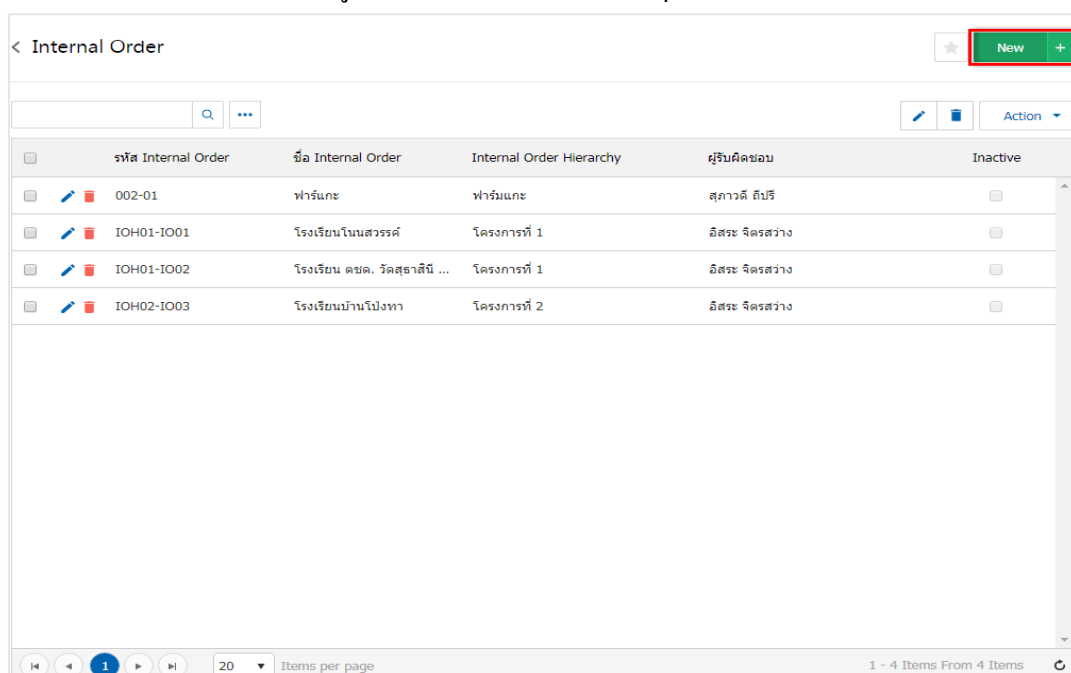 < Internal Order
New +
Action
รหัส Internal Order ชื่อ Internal Order Internal Order Hierarchy ผู้รับผิดชอบ Inactive
002-01 ฟาร์แกะ ฟาร์มแกะ สุภาวดี ถีปรี
IOH01-IO01 โรงเรียนโนนสวรรค์ โครงการที่ 1 อิสระ จิตรสว่าง
IOH01-IO02 โรงเรียน ตชด. วัดสุธาสินี ... โครงการที่ 1 อิสระ จิตรสว่าง
IOH02-IO03 โรงเรียนบ้านโป่งทา โครงการที่ 2 อิสระ จิตรสว่าง
1 20 Items per page 1 - 4 Items From 4 Items